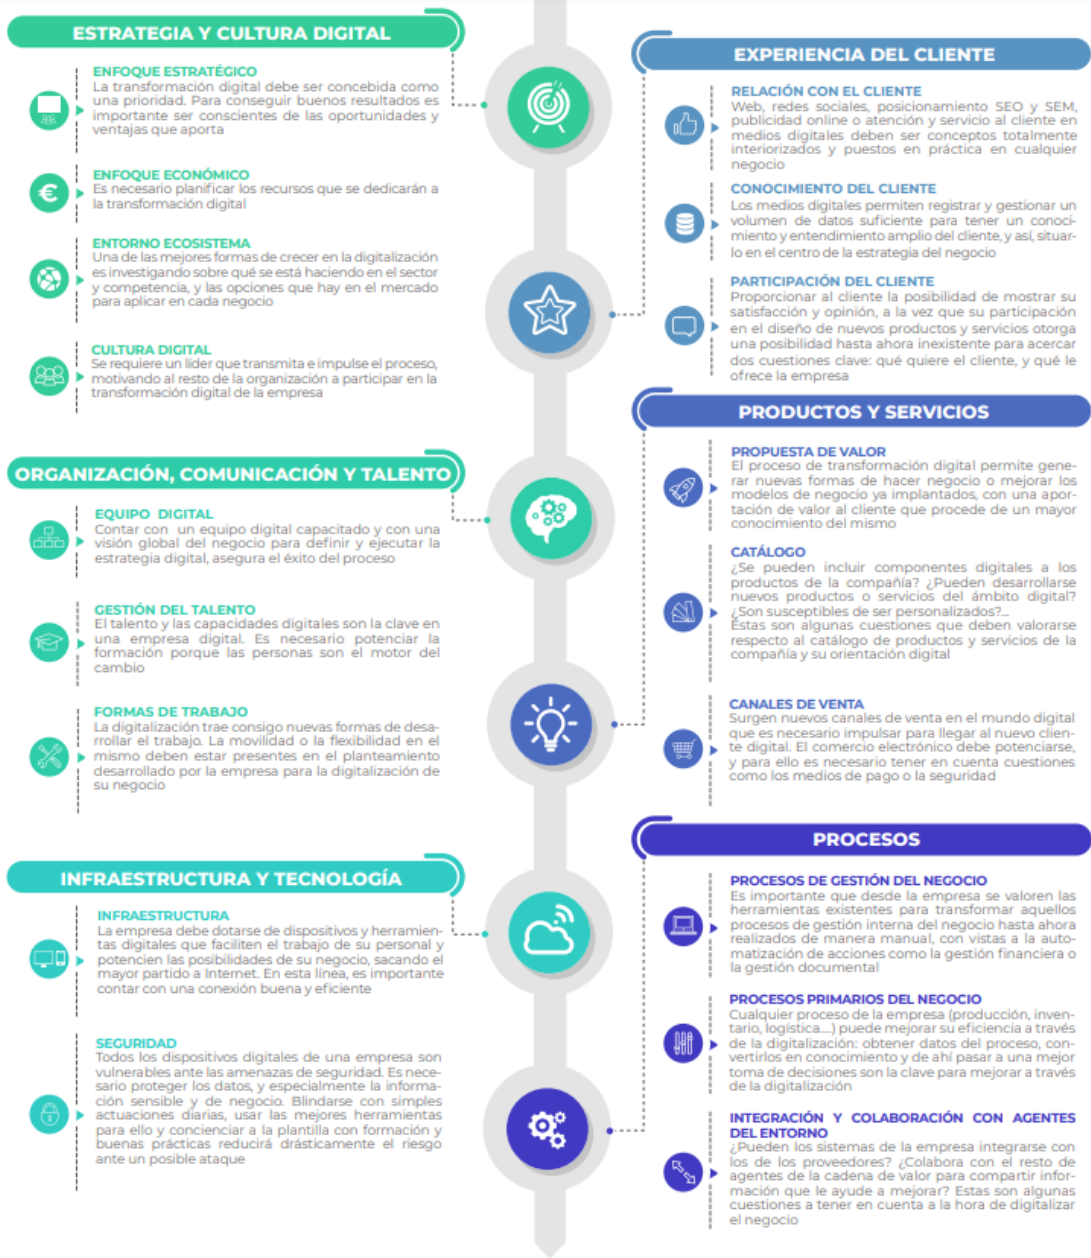 ESTRATEGIA Y CULTURA DIGITAL
ENFOQUE ESTRATÉGICO
La transformación digital debe ser concebida como
una prioridad. Para conseguir buenos resultados es
importante ser conscientes de las oportunidades y
ventajas que aporta
ENFOQUE ECONÓMICO
Es necesario planificar los recursos que se dedicarán a
la transformación digital
ENTORNO ECOSISTEMA
Una de las mejores formas de crecer en la digitalización
es investigando sobre qué se está haciendo en el sector
y competencia, y las opciones que hay en el mercado
para aplicar en cada negocio
CULTURA DIGITAL
Se requiere un líder que transmita e impulse el proceso,
motivando al resto de la organización a participar en la
transformación digital de la empresa
EXPERIENCIA DEL CLIENTE
RELACIÓN CON EL CLIENTE
Web, redes sociales, posicionamiento SEO y SEM,
publicidad online o atención y servicio al cliente en
medios digitales deben ser conceptos totalmente
interiorizados y puestos en práctica en cualquier
negocio
CONOCIMIENTO DEL CLIENTE
Los medios digitales permiten registrar y gestionar un
volumen de datos suficiente para tener un conoci-
miento y entendimiento amplio del cliente, y así, situar-
lo en el centro de la estrategia del negocio
PARTICIPACIÓN DEL CLIENTE
Proporcionar al cliente la posibilidad de mostrar su
satisfacción y opinión, a la vez que su participación
en el diseño de nuevos productos y servicios otorga
una posibilidad hasta ahora inexistente para acercar
dos cuestiones clave: qué quiere el cliente, y qué le
ofrece la empresa
ORGANIZACIÓN, COMUNICACIÓN Y TALENTO
EQUIPO DIGITAL
Contar con un equipo digital capacitado y con una
visión global del negocio para definir y ejecutar la
estrategia digital, asegura el éxito del proceso
GESTIÓN DEL TALENTO
El talento y las capacidades digitales son la clave en
una empresa digital. Es necesario potenciar la
formación porque las personas son el motor del
cambio
FORMAS DE TRABAJO
La digitalización trae consigo nuevas formas de desa-
rrollar el trabajo. La movilidad o la flexibilidad en el
mismo deben estar presentes en el planteamiento
desarrollado por la empresa para la digitalización de
su negocio
PRODUCTOS Y SERVICIOS
PROPUESTA DE VALOR
El proceso de transformación digital permite gene-
rar nuevas formas de hacer negocio o mejorar los
modelos de negocio ya implantados, con una apor-
tación de valor al cliente que procede de un mayor
conocimiento del mismo
CATÁLOGO
¿Se pueden incluir componentes digitales a los
productos de la compañía? ¿Pueden desarrollarse
nuevos productos o servicios del ámbito digital?
¿Son susceptibles de ser personalizados?...
Estas son algunas cuestiones que deben valorarse
respecto al catálogo de productos y servicios de la
compañía y su orientación digital
CANALES DE VENTA
Surgen nuevos canales de venta en el mundo digital
que es necesario impulsar para llegar al nuevo clien-
te digital. El comercio electrónico debe potenciarse,
y para ello es necesario tener en cuenta cuestiones
como los medios de pago o la seguridad
INFRAESTRUCTURA Y TECNOLOGÍA
INFRAESTRUCTURA
La empresa debe dotarse de dispositivos y herramien-
tas digitales que faciliten el trabajo de su personal y
potencien las posibilidades de su negocio, sacando el
mayor partido a Internet. En esta línea, es importante
contar con una conexión buena y eficiente
SEGURIDAD
Todos los dispositivos digitales de una empresa son
vulnerables ante las amenazas de seguridad. Es nece-
sario proteger los datos, y especialmente la informa-
ción sensible y de negocio. Blindarse con simples
actuaciones diarias, usar las mejores herramientas
para ello y concienciar a la plantilla con formación y
buenas prácticas reducirá drásticamente el riesgo
ante un posible ataque
PROCESOS
PROCESOS DE GESTIÓN DEL NEGOCIO
Es importante que desde la empresa se valoren las
herramientas existentes para transformar aquellos
procesos de gestión interna del negocio hasta ahora
realizados de manera manual, con vistas a la auto-
matización de acciones como la gestión financiera o
la gestión documental
PROCESOS PRIMARIOS DEL NEGOCIO
Cualquier proceso de la empresa (producción, inven-
tario, logística....) puede mejorar su eficiencia a través
de la digitalización: obtener datos del proceso, con-
vertirlos en conocimiento y de ahí pasar a una mejor
toma de decisiones son la clave para mejorar a través
de la digitalización
INTEGRACIÓN Y COLABORACIÓN CON AGENTES
DEL ENTORNO
¿Pueden los sistemas de la empresa integrarse con
los de los proveedores? ¿Colabora con el resto de
agentes de la cadena de valor para compartir infor-
mación que le ayude a mejorar? Estas son algunas
cuestiones a tener en cuenta a la hora de digitalizar
el negocio